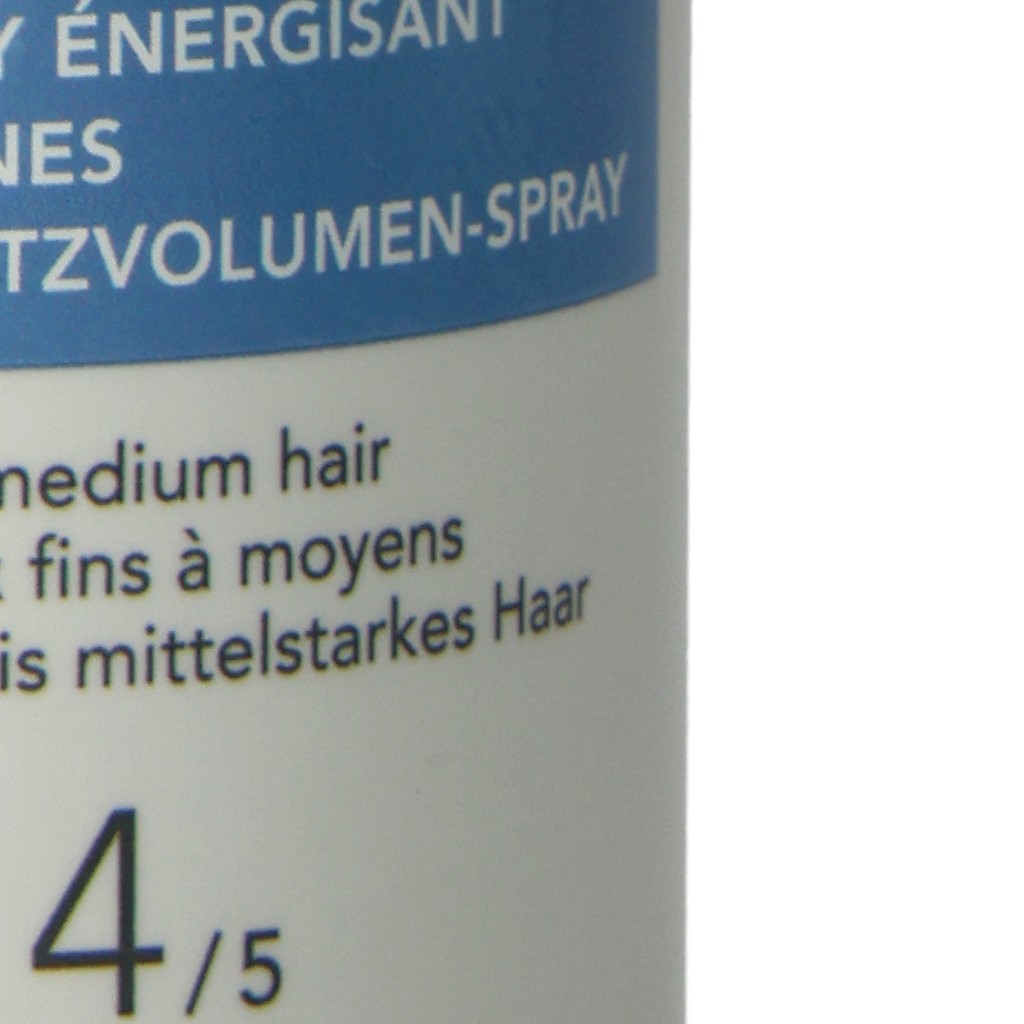 Y ÉNERGISANT
NES
TZVOLUMEN-SPRAY
medium hair
fins à moyens
is mittelstarkes Haar
4/5